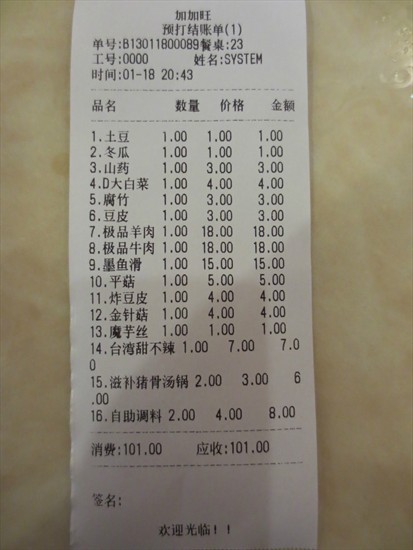 加加旺
预打结账单(1)
单号:B13011800089餐桌:23
工号:0000 姓名:SYSTEM
时间:01-18 20:43
品名 数量 价格 金额
1.土豆 1.00 1.00 1.00
2.冬瓜 1.00 1.00 1.00
3.山药 1.00 3.00 3.00
4.D大白菜 1.00 4.00 4.00
5.腐竹 1.00 3.00 3.00
6.豆皮 1.00 3.00 3.00
7.极品羊肉 1.00 18.00 18.00
8.极品牛肉 1.00 18.00 18.00
9.墨鱼滑 1.00 15.00 15.00
10.平菇 1.00 5.00 5.00
11.炸豆皮 1.00 4.00 4.00
12.金针菇 1.00 4.00 4.00
13.魔芋丝 1.00 1.00 1.00
14.台湾甜不辣 1.00 7.00 7.0
0
15.滋补猪骨汤锅 2.00 3.00 6
.00
16.自助调料 2.00 4.00 8.00
消费:101.00 应收:101.00
签名:
欢迎光临!!